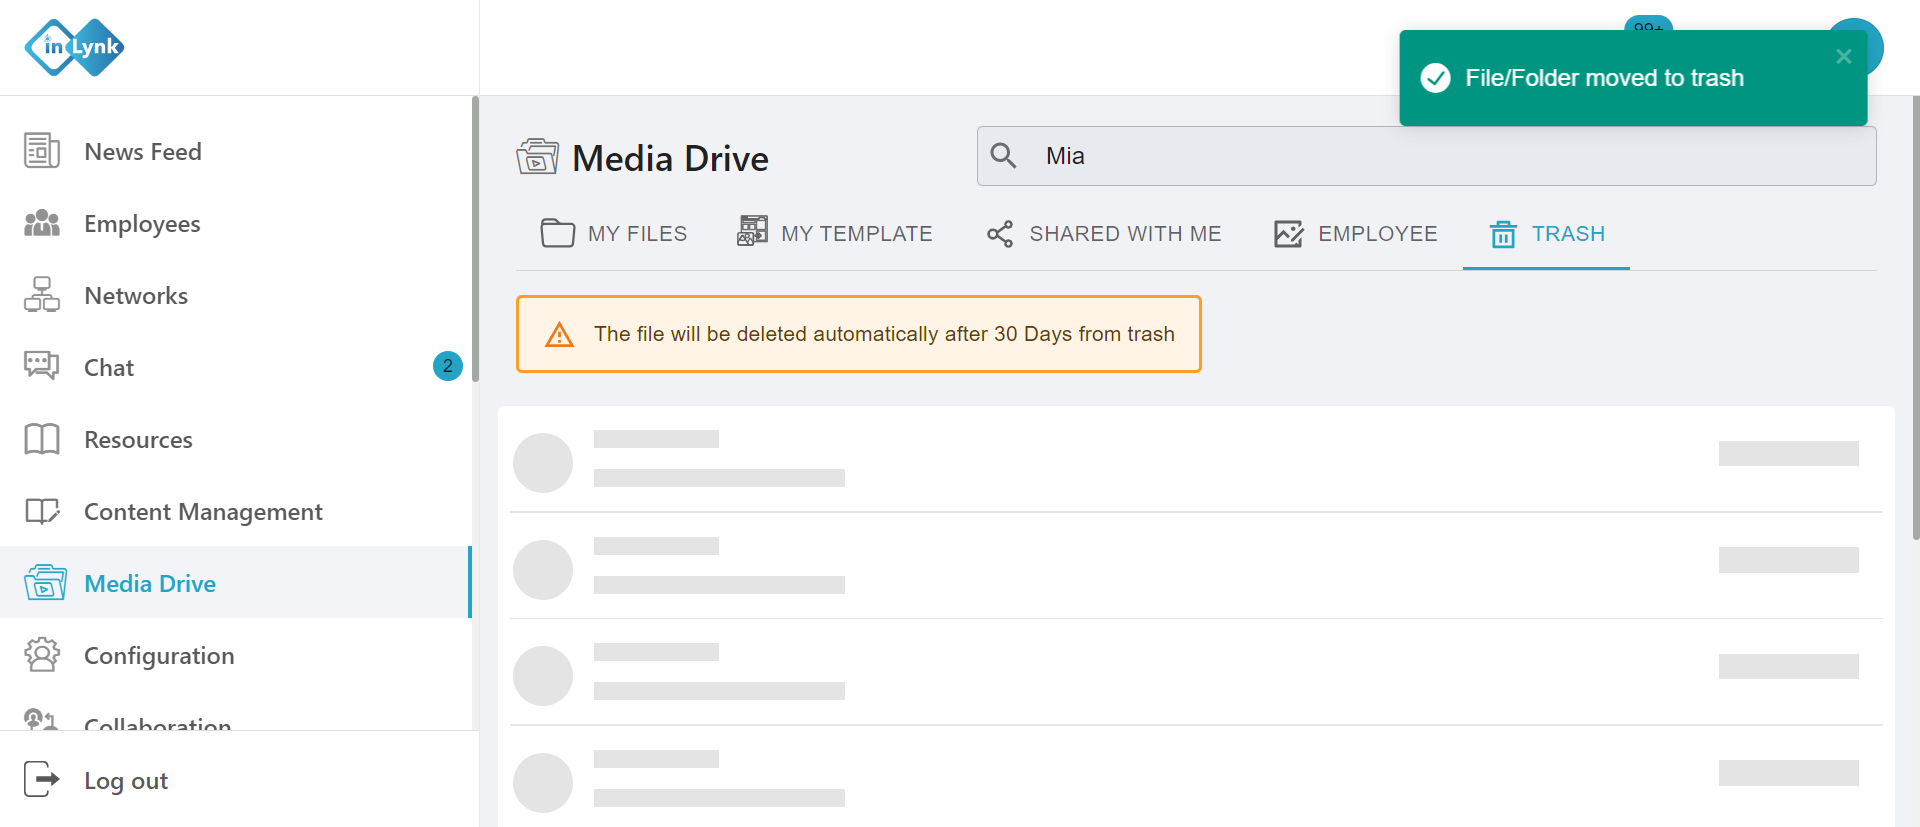 in Lynk
99+
File/Folder moved to trash
News Feed
Employees
Networks
Chat
2
Resources
Content Management
Media Drive
Configuration
Collaboration
Log out
Media Drive
Mia
MY FILES
MY TEMPLATE
SHARED WITH ME
EMPLOYEE
TRASH
The file will be deleted automatically after 30 Days from trash